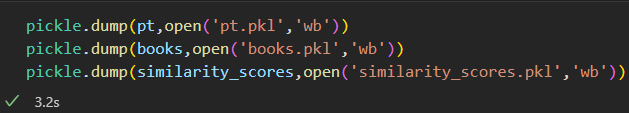 pickle.dump(pt,open('pt.pkl','wb'))
pickle.dump(books,open('books.pkl','wb'))
pickle.dump(similarity_scores,open('similarity_scores.pkl','wb'))
3.2s